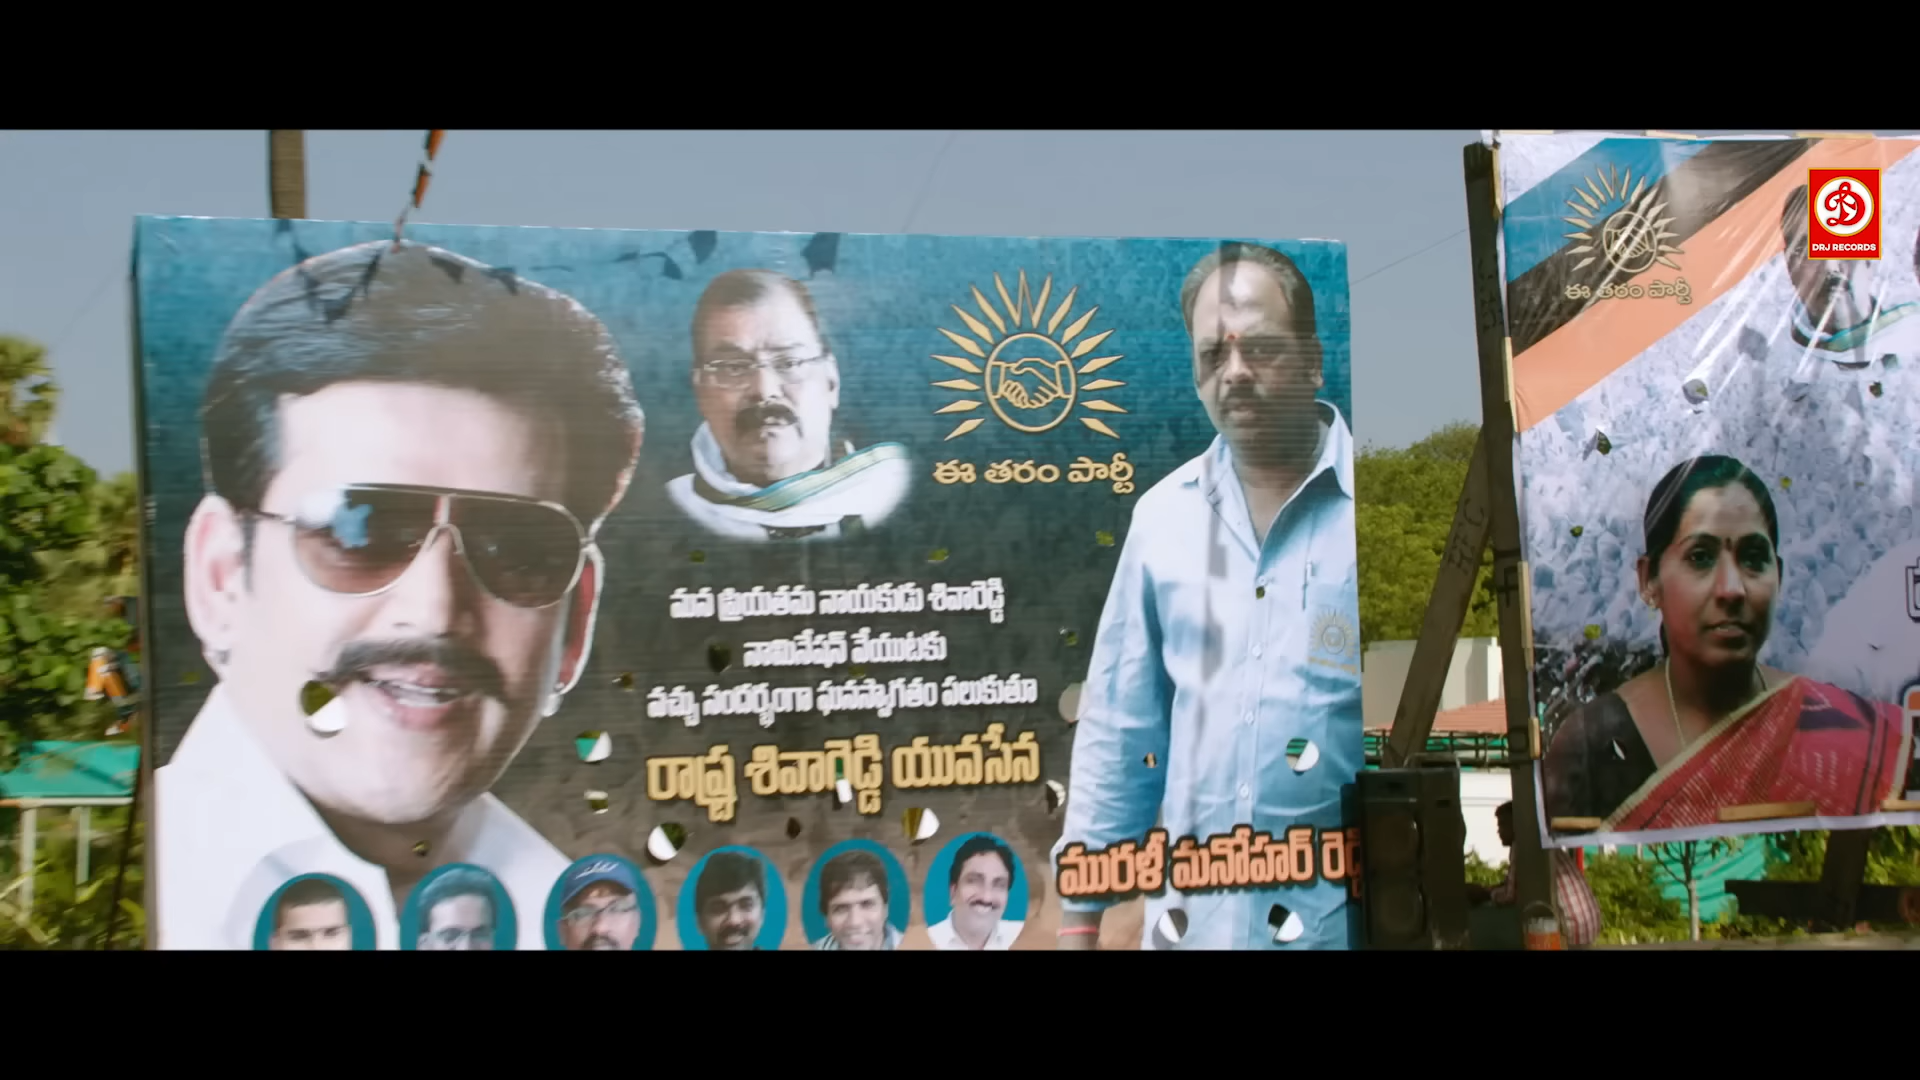 ఈ తరం పార్టీ
మన ప్రియతమ నాయకుడు శివారెడ్డి
నామినేషన్ వేయుటకు
వచ్చు సందర్భంగా ఘనస్వాగతం పలుకుతూ
రాష్ట్ర శివారెడ్డి యువసేన
మురళీ మనోహర్
ఈ తరం పార్టీ
DRJ RECORDS